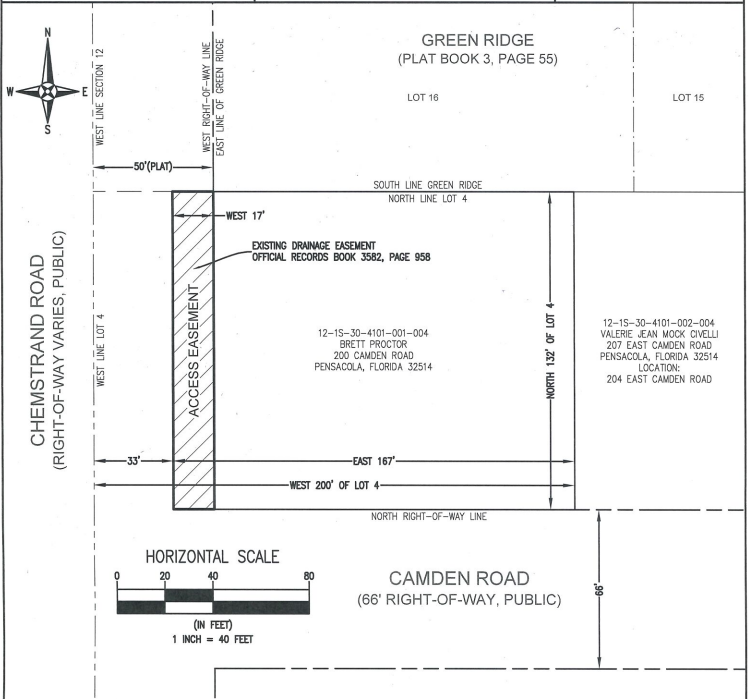 N
W
E
S
WEST LINE SECTION 12
WEST RIGHT-OF-WAY LINE
EAST LINE OF GREEN RIDGE
GREEN RIDGE
(PLAT BOOK 3, PAGE 55)
LOT 16
LOT 15
50'(PLAT)
SOUTH LINE GREEN RIDGE
NORTH LINE LOT 4
WEST 17'
EXISTING DRAINAGE EASEMENT
OFFICIAL RECORDS BOOK 3582, PAGE 958
CHEMSTRAND ROAD
(RIGHT-OF-WAY VARIES, PUBLIC)
WEST LINE LOT 4
ACCESS EASEMENT
12-1S-30-4101-001-004
BRETT PROCTOR
200 CAMDEN ROAD
PENSACOLA, FLORIDA 32514
NORTH 132' OF LOT 4
12-1S-30-4101-002-004
VALERIE JEAN MOCK CIVELLI
207 EAST CAMDEN ROAD
PENSACOLA, FLORIDA 32514
LOCATION:
204 EAST CAMDEN ROAD
33'
EAST 167'
WEST 200' OF LOT 4
NORTH RIGHT-OF-WAY LINE
HORIZONTAL SCALE
0 20 40 80
(IN FEET)
1 INCH = 40 FEET
CAMDEN ROAD
(66' RIGHT-OF-WAY, PUBLIC)
66'